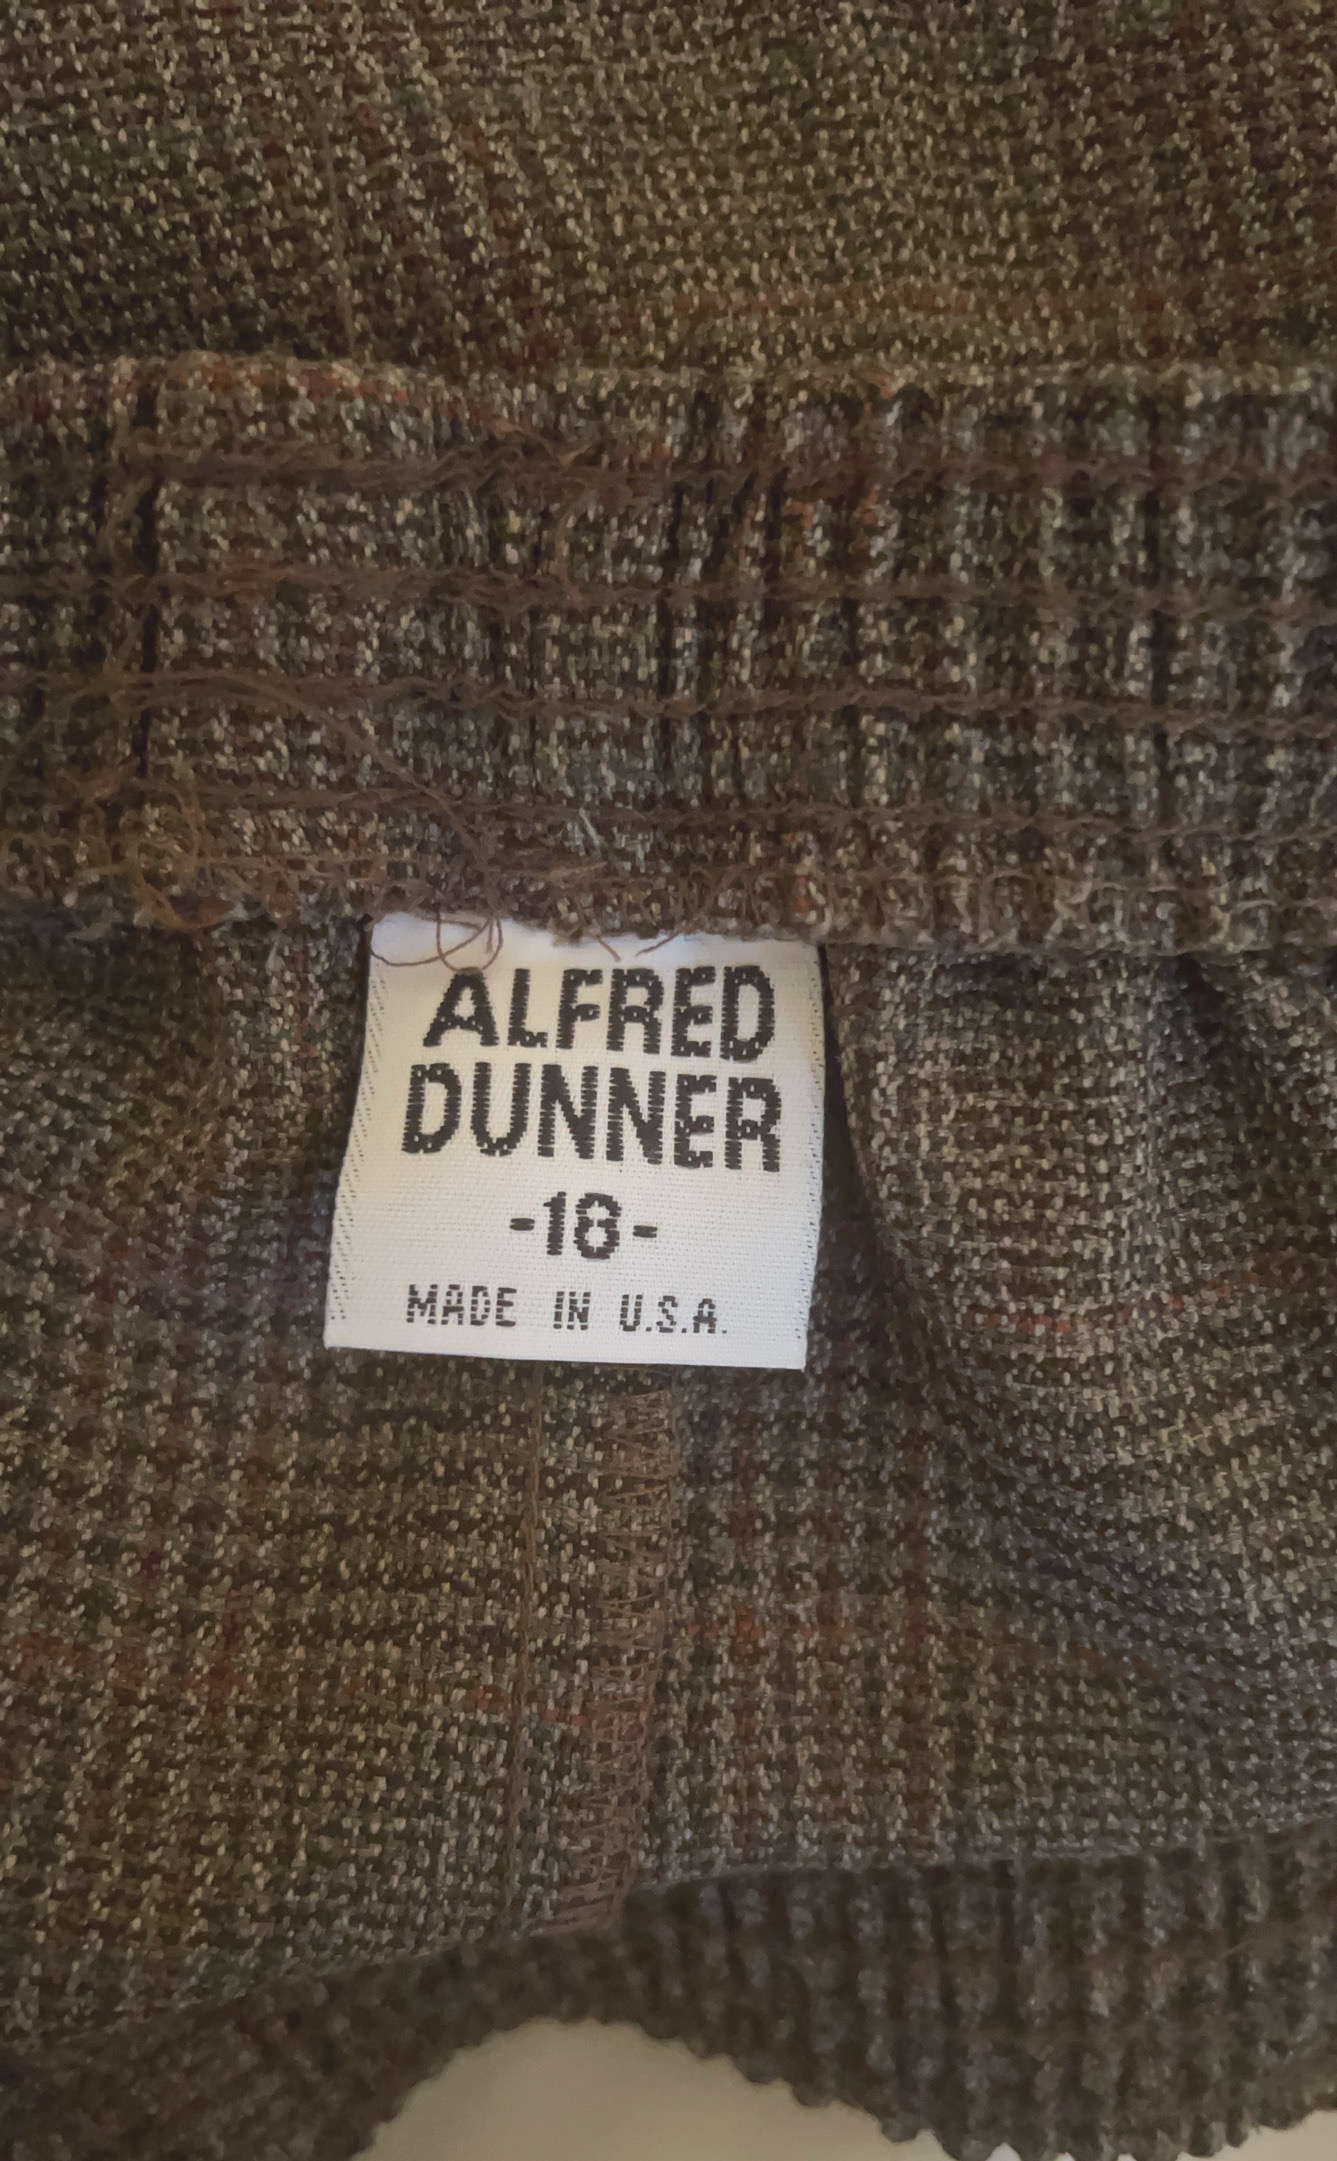 ALFRED
DUNNER
-18-
MADE IN U.S.A.